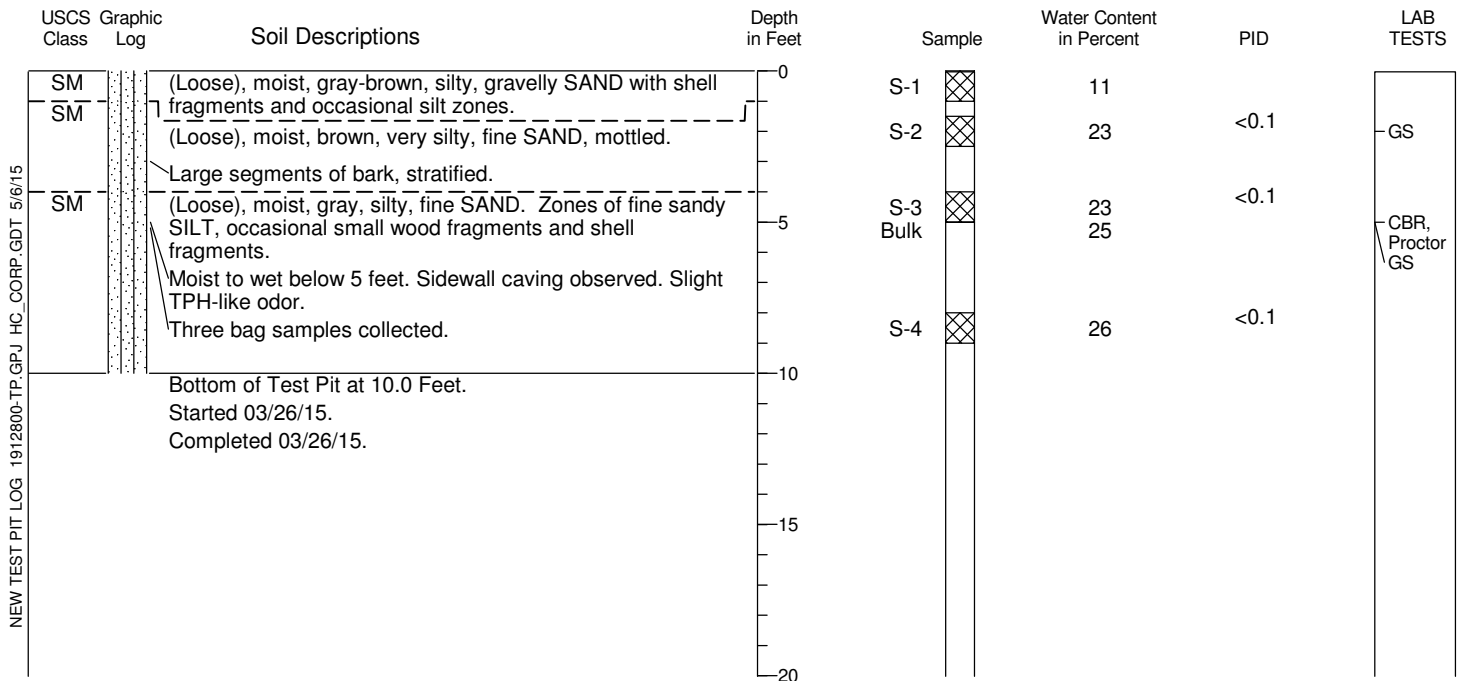 USCS Graphic Depth Water Content LAB
Class Log Soil Descriptions in Feet Sample in Percent PID TESTS
SM (Loose), moist, gray-brown, silty, gravelly SAND with shell 0 S-1 11
fragments and occasional silt zones.
SM (Loose), moist, brown, very silty, fine SAND, mottled. S-2 23 <0.1 GS
Large segments of bark, stratified.
SM (Loose), moist, gray, silty, fine SAND. Zones of fine sandy S-3 23 <0.1
SILT, occasional small wood fragments and shell 5 Bulk 25 CBR,
fragments. Proctor
GS
Moist to wet below 5 feet. Sidewall caving observed. Slight
TPH-like odor.
Three bag samples collected. S-4 26 <0.1
10
Bottom of Test Pit at 10.0 Feet.
Started 03/26/15.
Completed 03/26/15.
15
20
NEW TEST PIT LOG 1912800-TP.GPJ HC_CORP.GDT 5/6/15